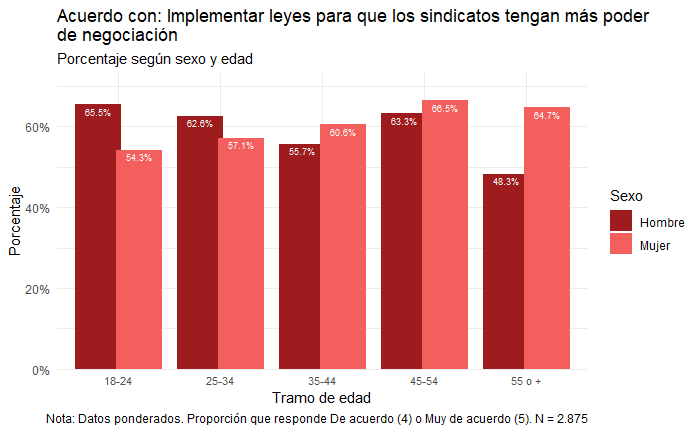 Acuerdo con: Implementar leyes para que los sindicatos tengan más poder
de negociación
Porcentaje según sexo y edad
Porcentaje
60%
40%
20%
0%
65.5%
54.3%
62.6%
57.1%
55.7%
60.6%
63.3%
66.5%
48.3%
64.7%
18-24
25-34
35-44
45-54
55 o +
Tramo de edad
Sexo
Hombre
Mujer
Nota: Datos ponderados. Proporción que responde De acuerdo (4) o Muy de acuerdo (5). N = 2.875